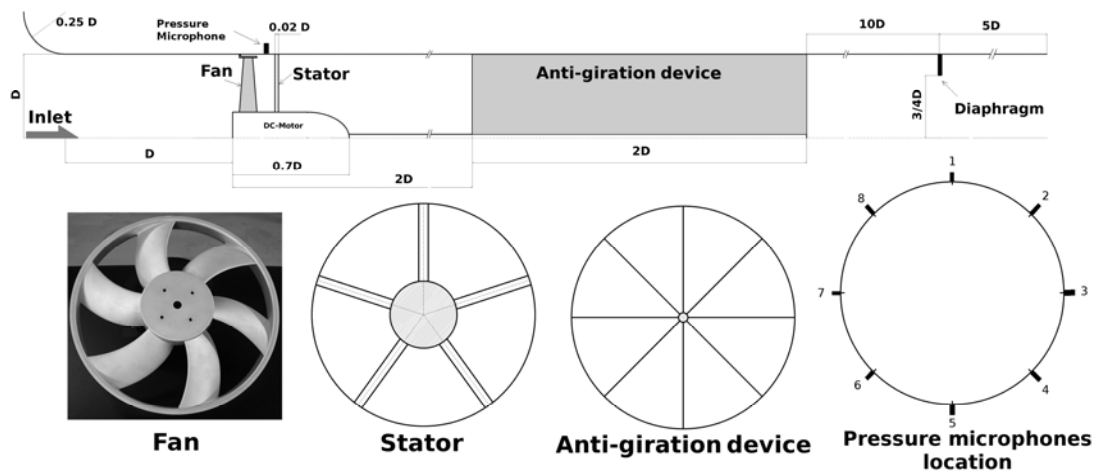 0.25 D
Pressure
Microphone
0.02 D
10D
5D
Fan
Stator
Anti-giration device
D
Inlet
DC-Motor
3/4D
Diaphragm
D
0.7D
2D
2D
1
2
3
4
5
6
7
8
Fan
Stator
Anti-giration device
Pressure microphones
location